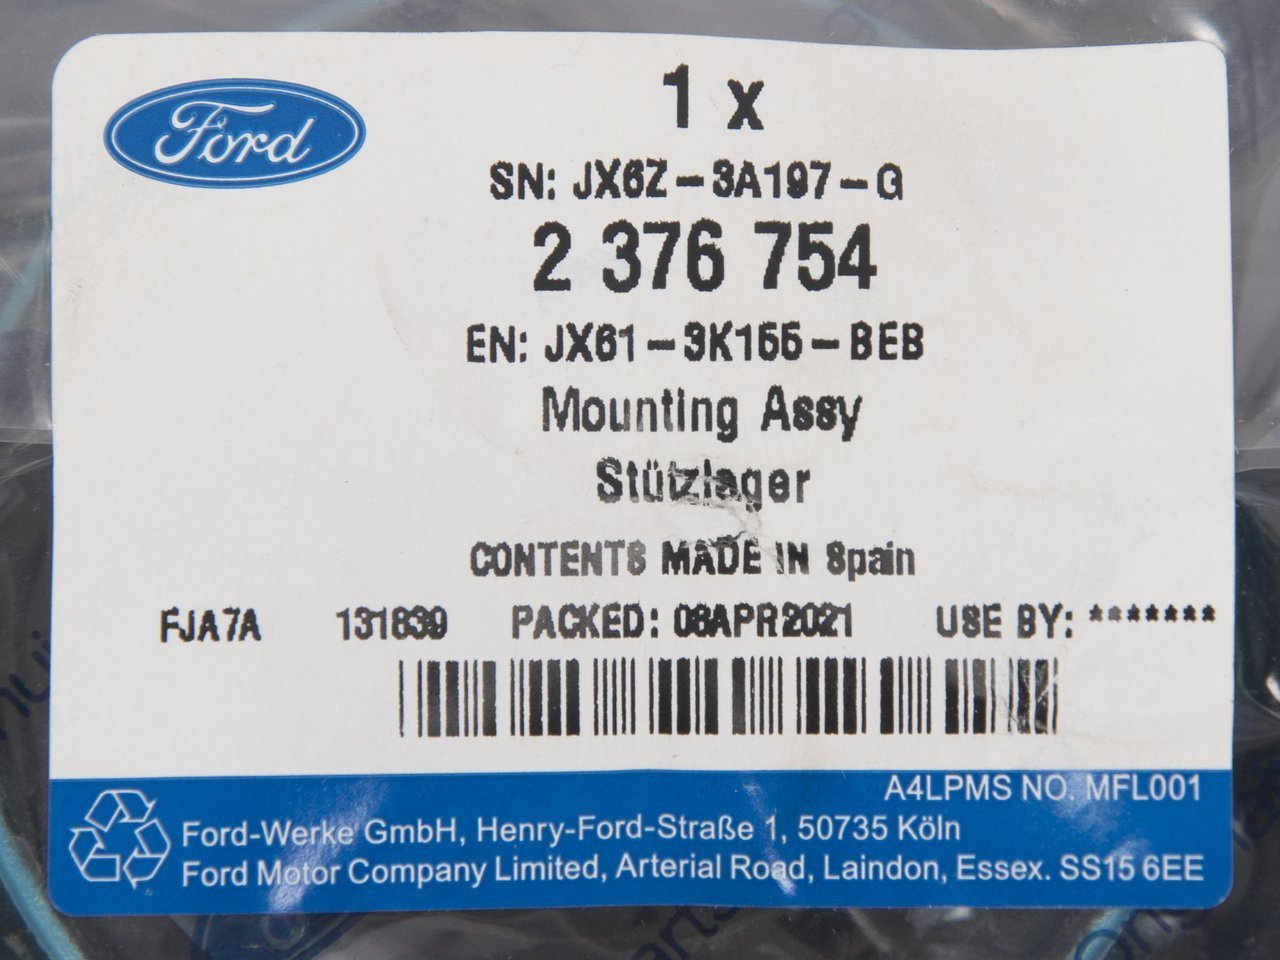 Ford
1 x
SN: JX6Z-3A197-G
2 376 754
EN: JX61-3K155-BEB
Mounting Assy
Stützlager
CONTENTS MADE IN Spain
FJA7A 131839 PACKED: 08APR2021 USE BY: *******
A4LPMS NO. MFL001
Ford-Werke GmbH, Henry-Ford-Straße 1, 50735 Köln
Ford Motor Company Limited, Arterial Road, Laindon, Essex. SS15 6EE